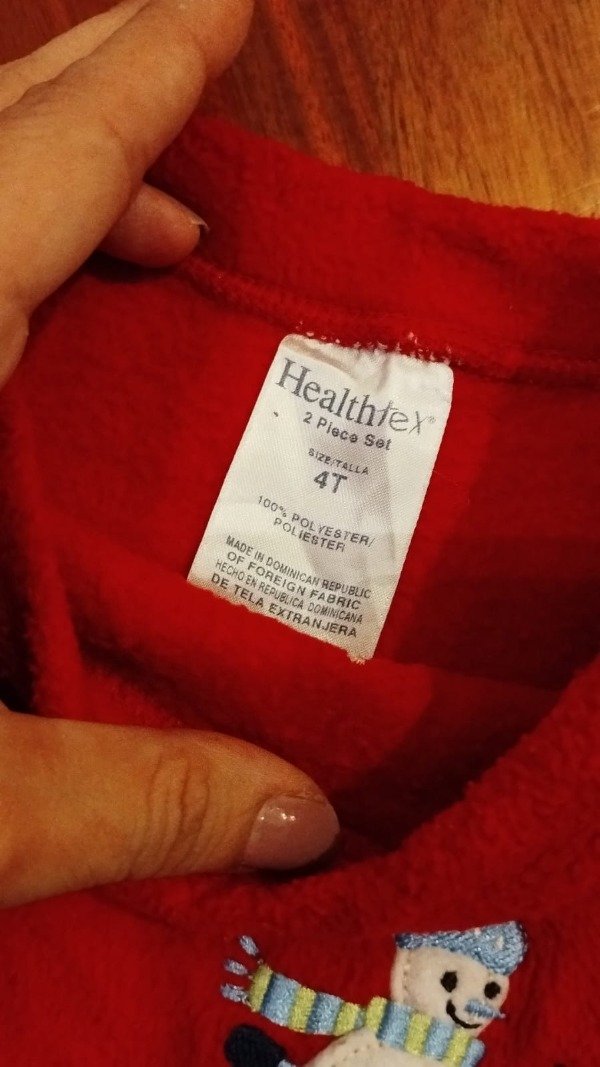 Healthtex®
2 Piece Set
SIZE/TALLA
4T
100% POLYESTER/
POLIESTER
MADE IN DOMINICAN REPUBLIC
OF FOREIGN FABRIC
HECHO EN REPUBLICA DOMINICANA
DE TELA EXTRANJERA